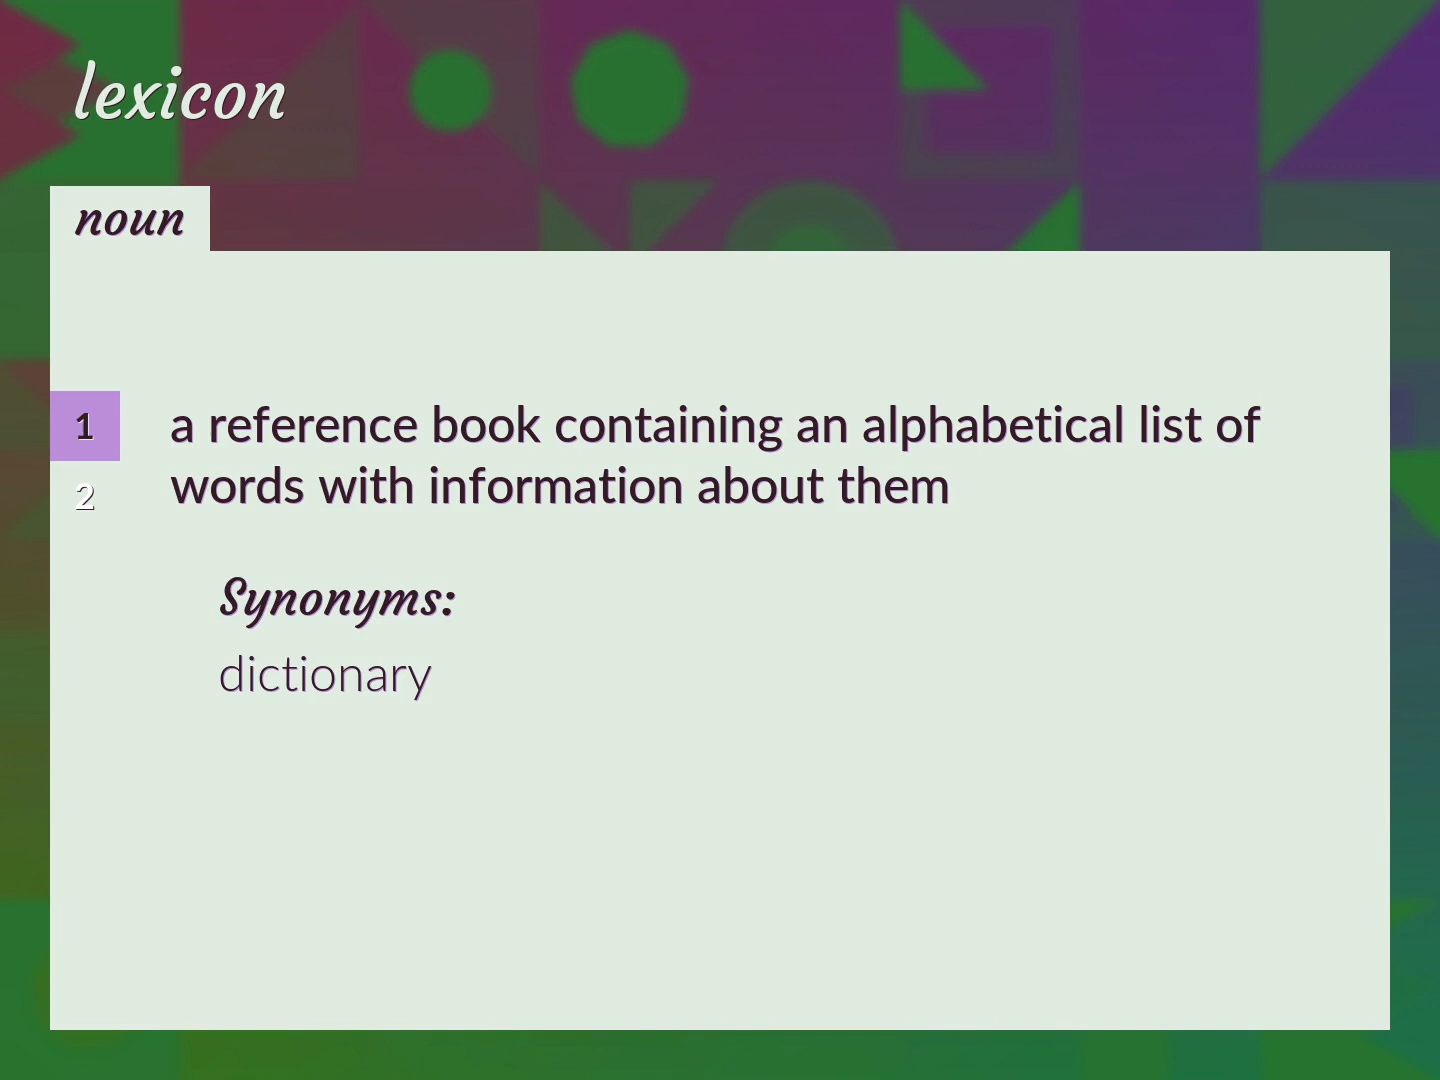 lexicon
noun
1
a reference book containing an alphabetical list of
words with information about them
2
Synonyms:
dictionary